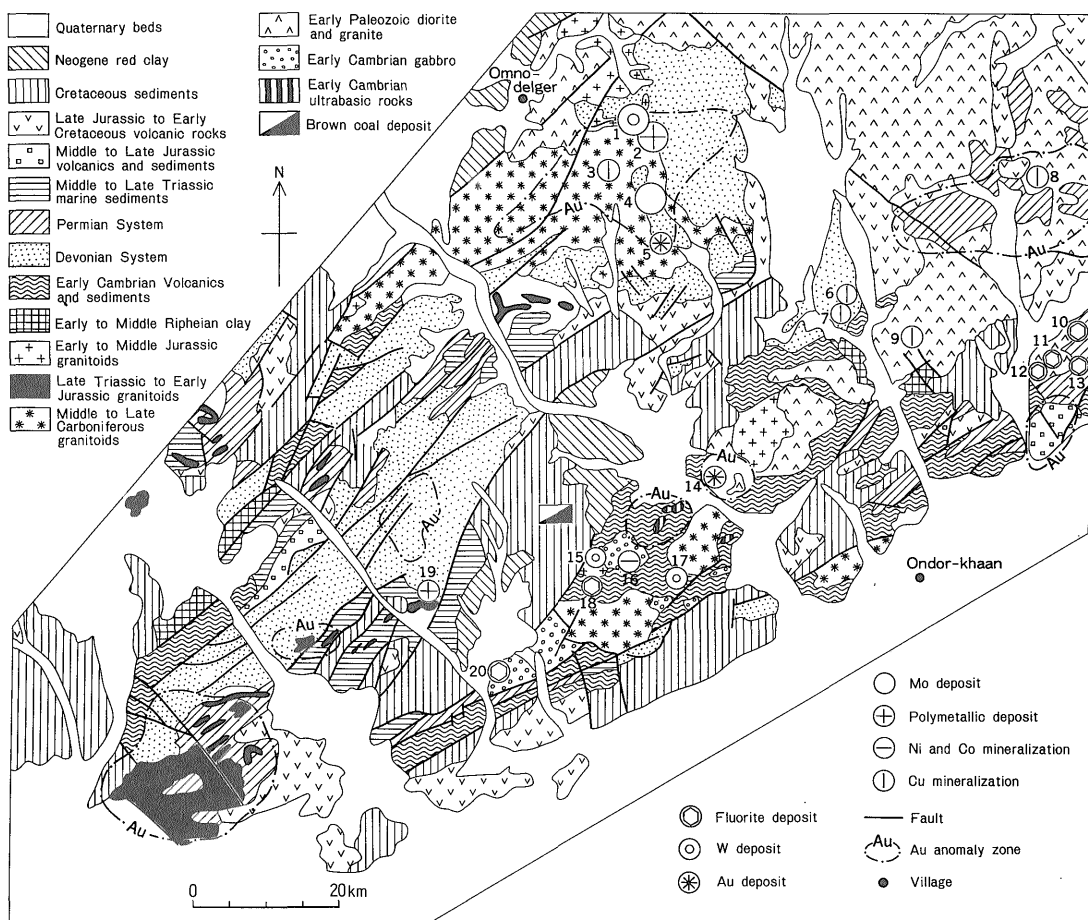 Quaternary beds
Neogene red clay
Cretaceous sediments
Late Jurassic to Early
Cretaceous volcanic rocks
Middle to Late Jurassic
volcanics and sediments
Middle to Late Triassic
marine sediments
Permian System
Devonian System
Early Cambrian Volcanics
and sediments
Early to Middle Ripheian clay
Early to Middle Jurassic
granitoids
Late Triassic to Early
Jurassic granitoids
Middle to Late
Carboniferous
granitoids
Early Paleozoic diorite
and granite
Early Cambrian gabbro
Early Cambrian
ultrabasic rocks
Brown coal deposit
N
Omno-
delger
1
2
3
4
Au
5
8
Au
6
7
9
10
11
12
13
Au
Au
14
Au
Au
15
16
17
18
19
Au
20
Au
Ondor-khaan
0 20km
Mo deposit
Polymetallic deposit
Ni and Co mineralization
Cu mineralization
Fluorite deposit
W deposit
Au deposit
Fault
Au
Au anomaly zone
Village